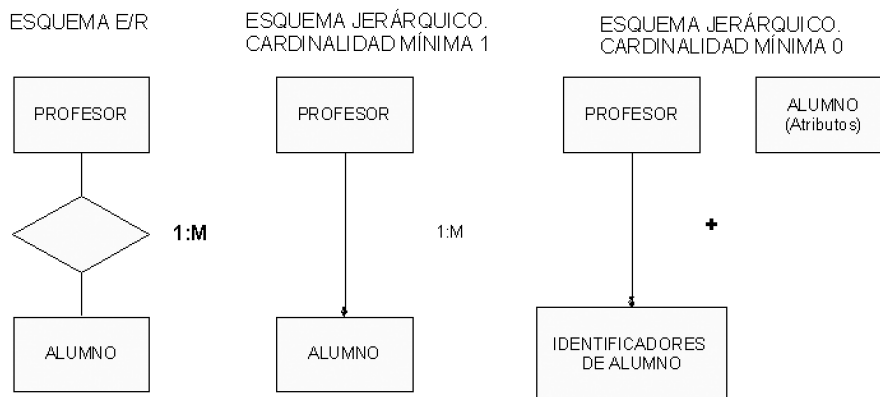 ESQUEMA E/R
PROFESOR
1:M
ALUMNO
ESQUEMA JERÁRQUICO.
CARDINALIDAD MÍNIMA 1
PROFESOR
1:M
ALUMNO
ESQUEMA JERÁRQUICO.
CARDINALIDAD MÍNIMA 0
PROFESOR
ALUMNO
(Atributos)
+
IDENTIFICADORES
DE ALUMNO